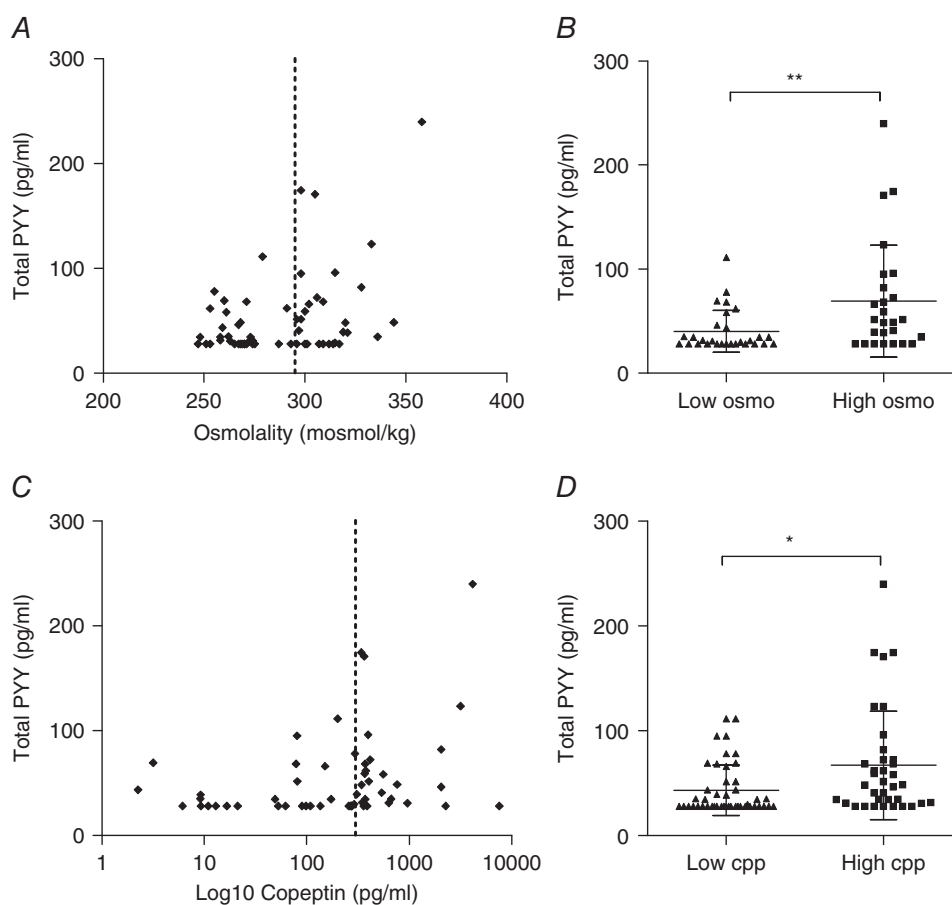 A
B
300
200
100
0
Total PYY (pg/ml)
200
250
300
350
400
Osmolality (mosmol/kg)
300
200
100
0
Total PYY (pg/ml)
**
Low osmo
High osmo
C
D
300
200
100
0
Total PYY (pg/ml)
1
10
100
1000
10000
Log10 Copeptin (pg/ml)
300
200
100
0
Total PYY (pg/ml)
*
Low cpp
High cpp